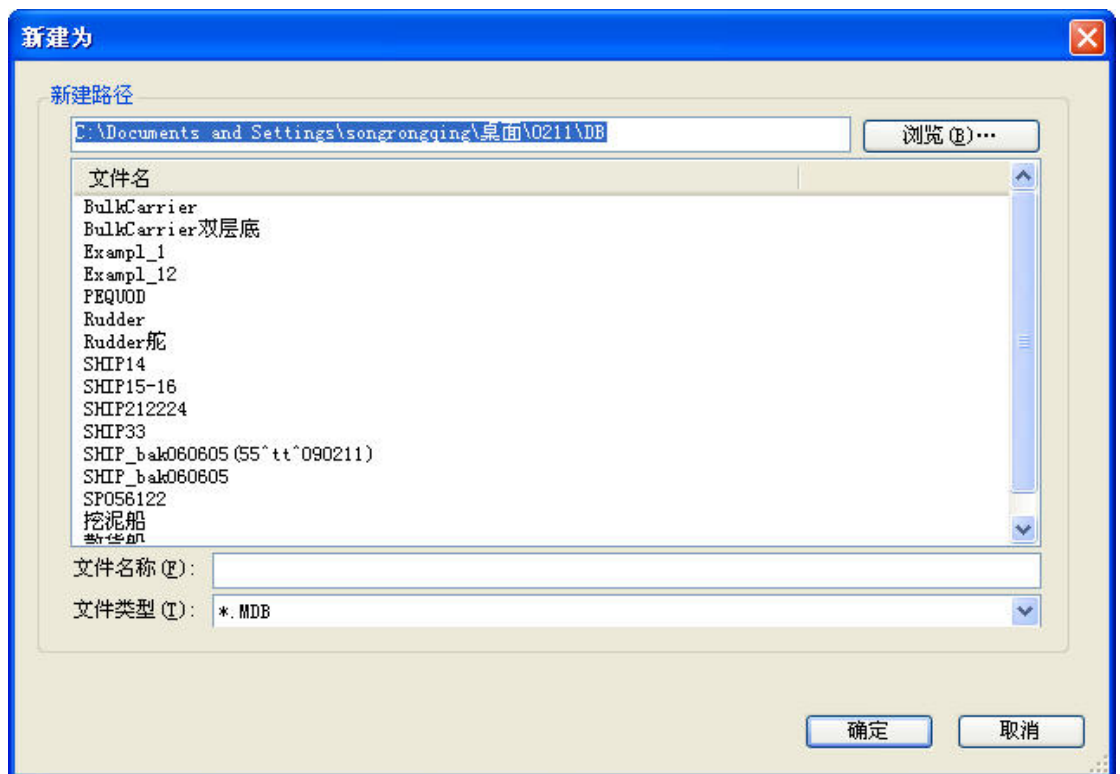 新建为
新建路径
C:\Documents and Settings\songrongqing\桌面\0211\DB
浏览(B)…
文件名
BulkCarrier
BulkCarrier双层底
Exampl_1
Exampl_12
PEQUOD
Rudder
Rudder舵
SHIP14
SHIP15-16
SHIP212224
SHIP33
SHIP_bak060605(55^tt^090211)
SHIP_bak060605
SP056122
挖泥船
散货船
文件名称(F):
文件类型(T): *.MDB
确定 取消